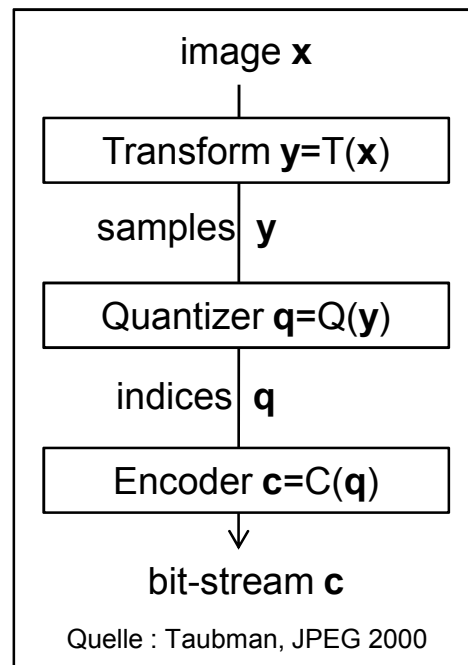 image x
Transform y=T(x)
samples y
Quantizer q=Q(y)
indices q
Encoder c=C(q)
bit-stream c
Quelle : Taubman, JPEG 2000